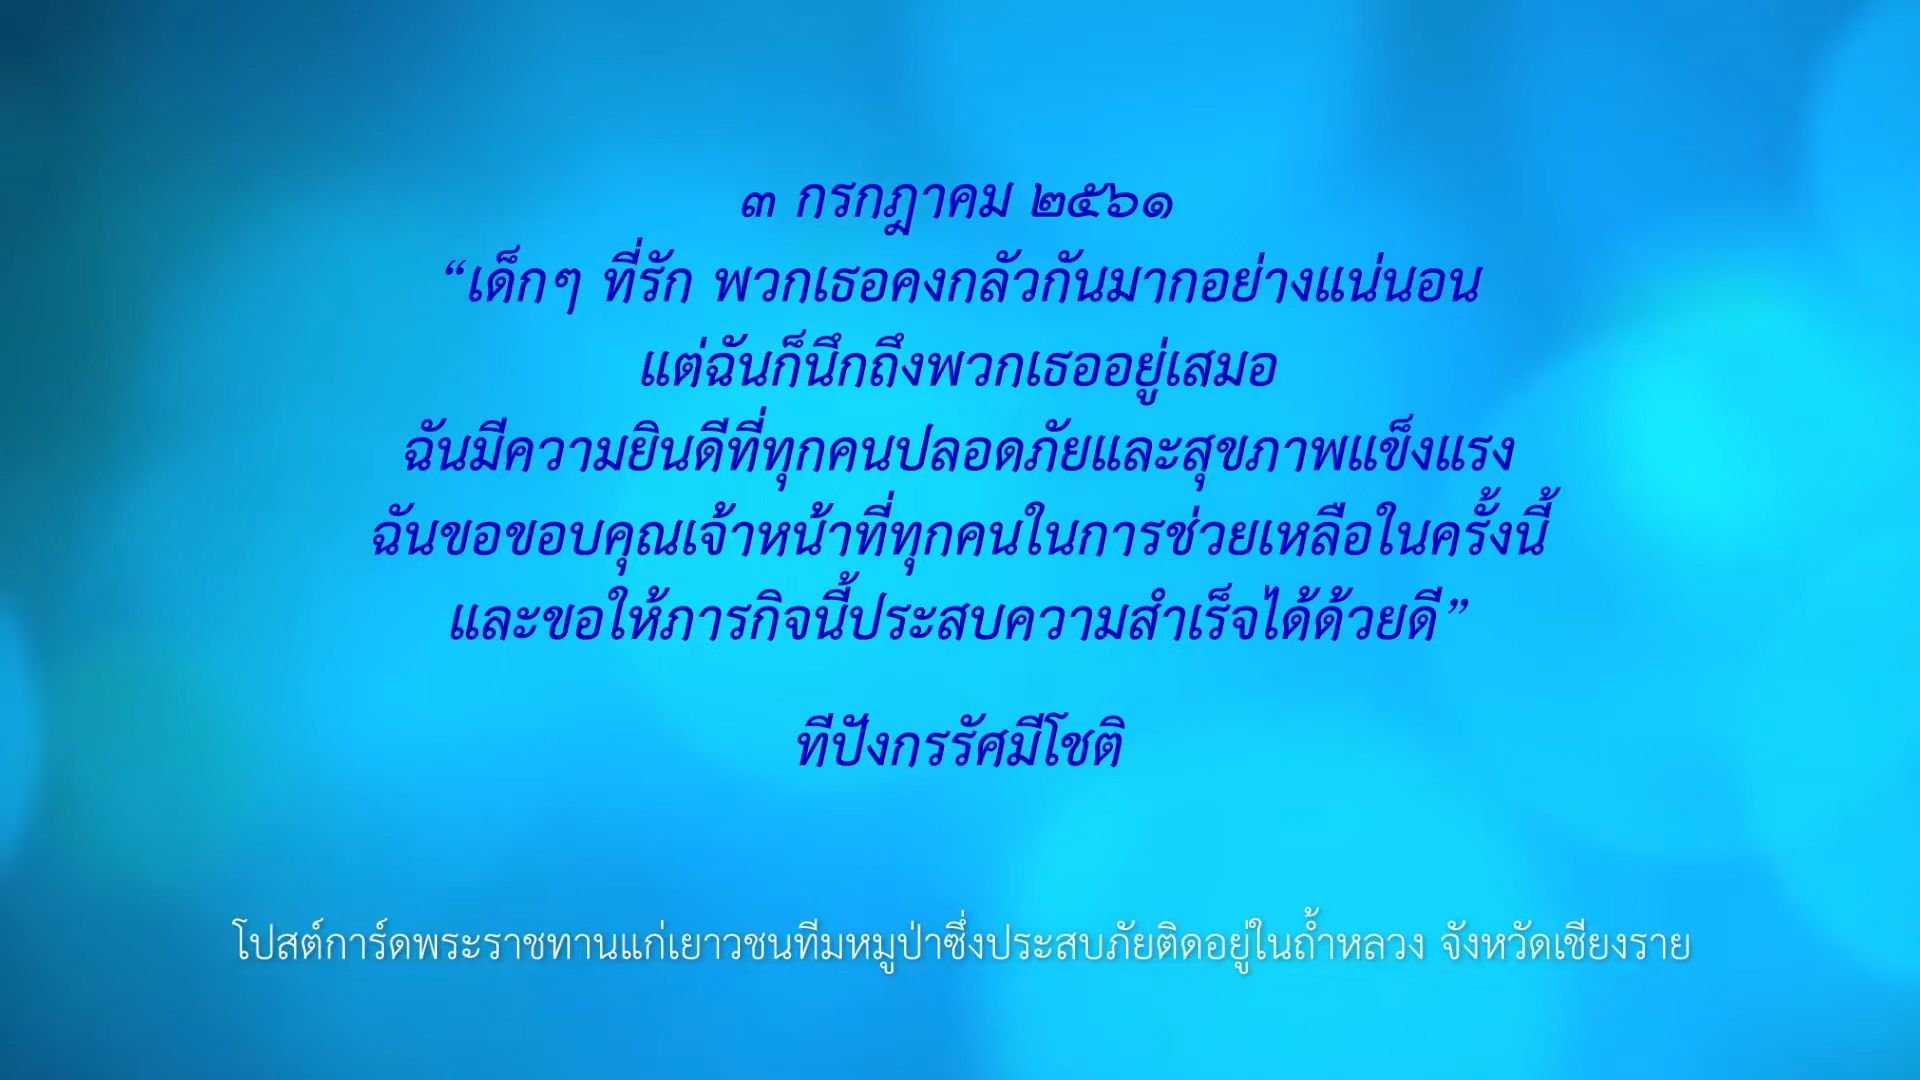 ๓ กรกฎาคม ๒๕๖๑
“เด็กๆ ที่รัก พวกเธอคงกลัวกันมากอย่างแน่นอน
แต่ฉันก็นึกถึงพวกเธออยู่เสมอ
ฉันมีความยินดีที่ทุกคนปลอดภัยและสุขภาพแข็งแรง
ฉันขอขอบคุณเจ้าหน้าที่ทุกคนในการช่วยเหลือในครั้งนี้
และขอให้ภารกิจนี้ประสบความสำเร็จได้ด้วยดี”
ทีปังกรรัศมีโชติ
โปสต์การ์ดพระราชทานแก่เยาวชนทีมหมูป่าซึ่งประสบภัยติดอยู่ในถ้ำหลวง จังหวัดเชียงราย